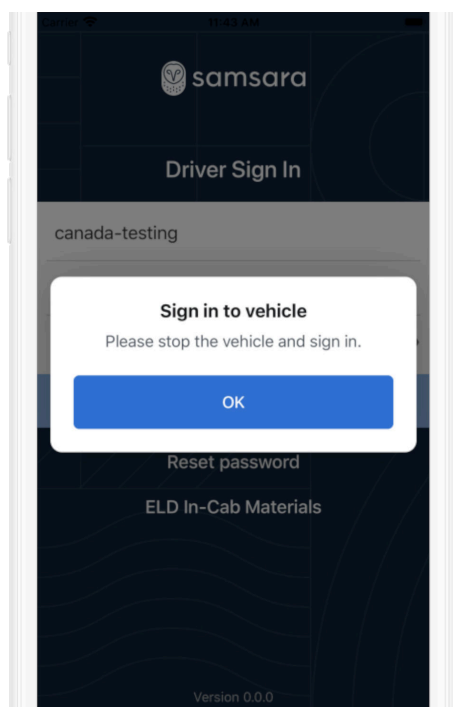 Carrier 11:43 AM
samsara
Driver Sign In
canada-testing
Sign in to vehicle
Please stop the vehicle and sign in.
OK
Reset password
ELD In-Cab Materials
Version 0.0.0